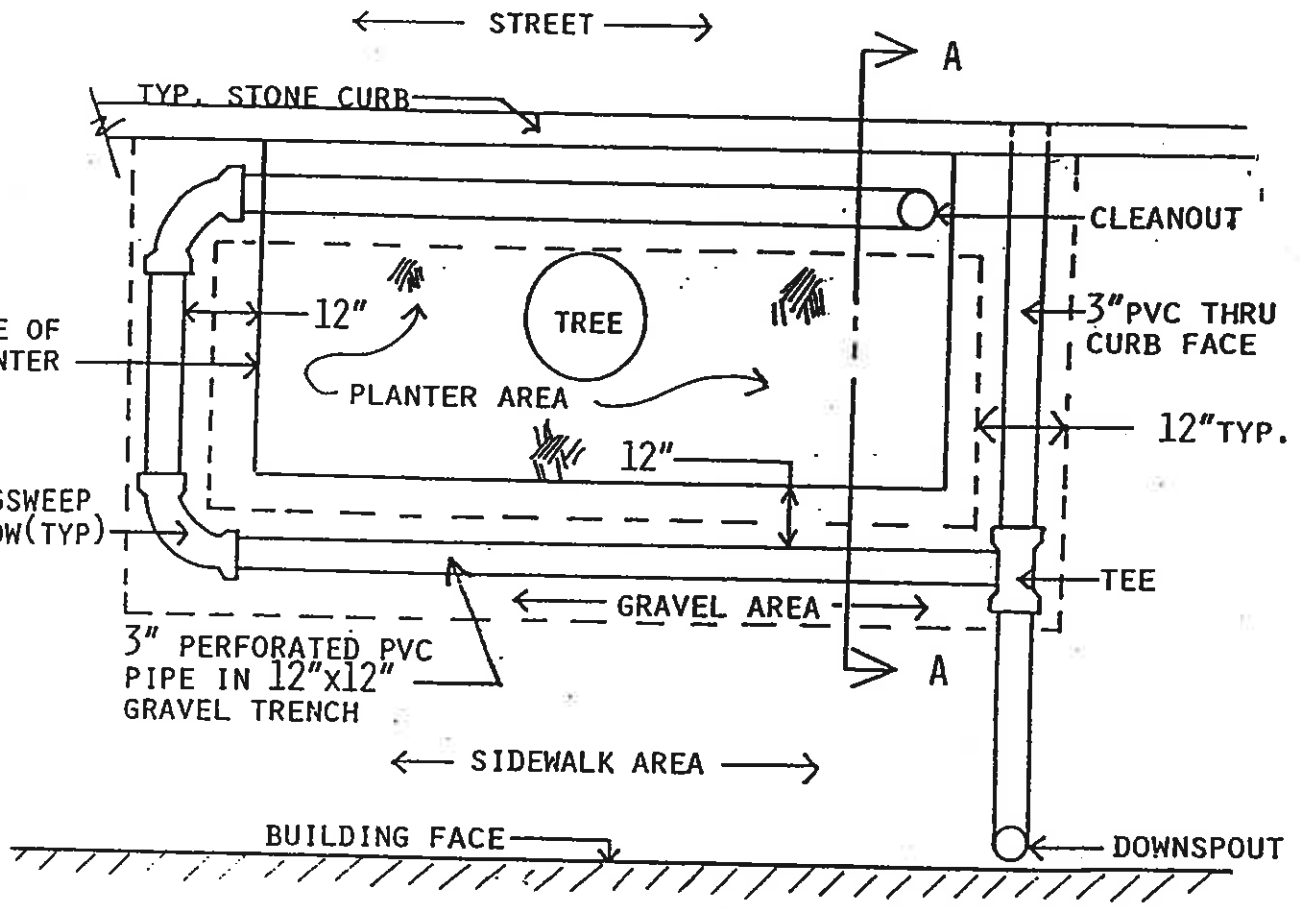 STREET
A
TYP. STONE CURB
CLEANOUT
12"
TREE
3"PVC THRU
CURB FACE
E OF
NTER
PLANTER AREA
12"TYP.
12"
GSWEEP
OW(TYP)
TEE
GRAVEL AREA
3" PERFORATED PVC
PIPE IN 12"x12"
GRAVEL TRENCH
A
SIDEWALK AREA
BUILDING FACE
DOWNSPOUT